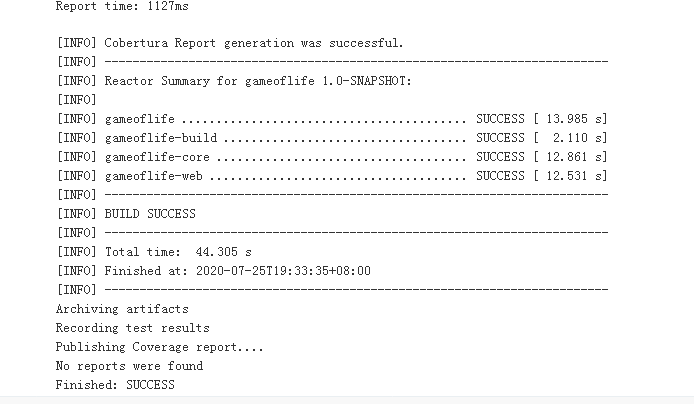 Report time: 1127ms
[INFO] Cobertura Report generation was successful.
[INFO] ------------------------------------------------------------------------
[INFO] Reactor Summary for gameoflife 1.0-SNAPSHOT:
[INFO]
[INFO] gameoflife ......................................... SUCCESS [ 13.985 s]
[INFO] gameoflife-build ................................... SUCCESS [  2.110 s]
[INFO] gameoflife-core .................................... SUCCESS [ 12.861 s]
[INFO] gameoflife-web ..................................... SUCCESS [ 12.531 s]
[INFO] ------------------------------------------------------------------------
[INFO] BUILD SUCCESS
[INFO] ------------------------------------------------------------------------
[INFO] Total time:  44.305 s
[INFO] Finished at: 2020-07-25T19:33:35+08:00
[INFO] ------------------------------------------------------------------------
Archiving artifacts
Recording test results
Publishing Coverage report....
No reports were found
Finished: SUCCESS